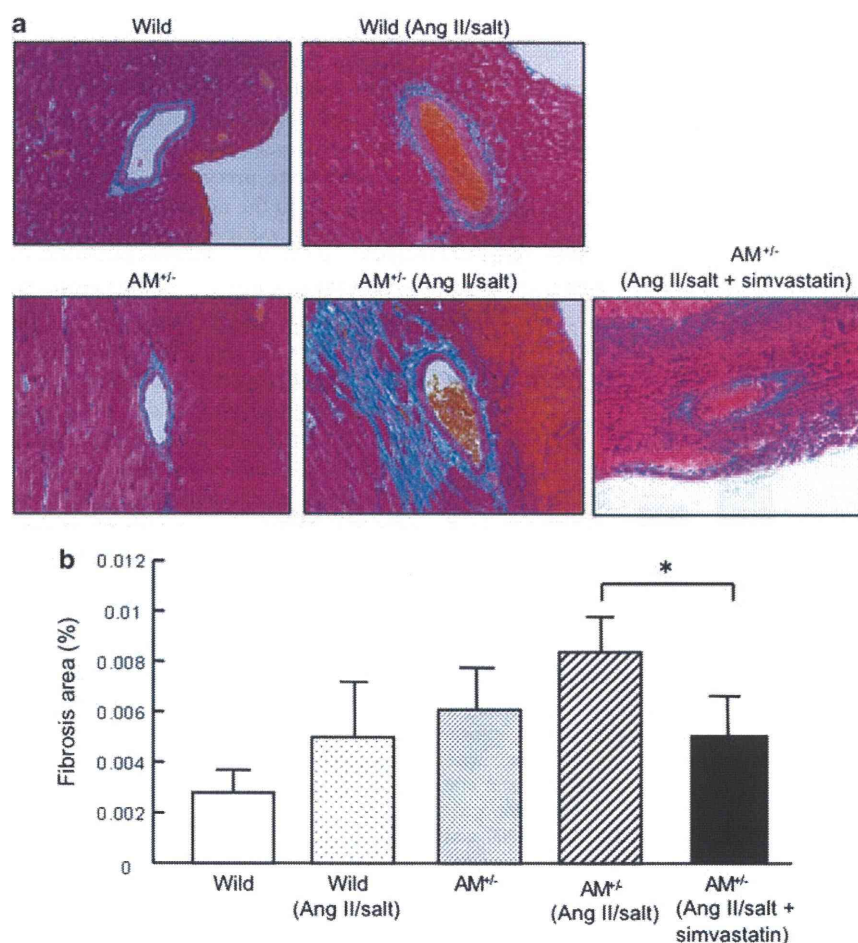 a
Wild
Wild (Ang II/salt)
AM+/-
AM+/- (Ang II/salt)
AM+/-
(Ang II/salt + simvastatin)
b
Fibrosis area (%)
0.012
0.01
0.008
0.006
0.004
0.002
0
*
Wild
Wild
(Ang II/salt)
AM+/-
AM+/-
(Ang II/salt)
AM+/-
(Ang II/salt +
simvastatin)